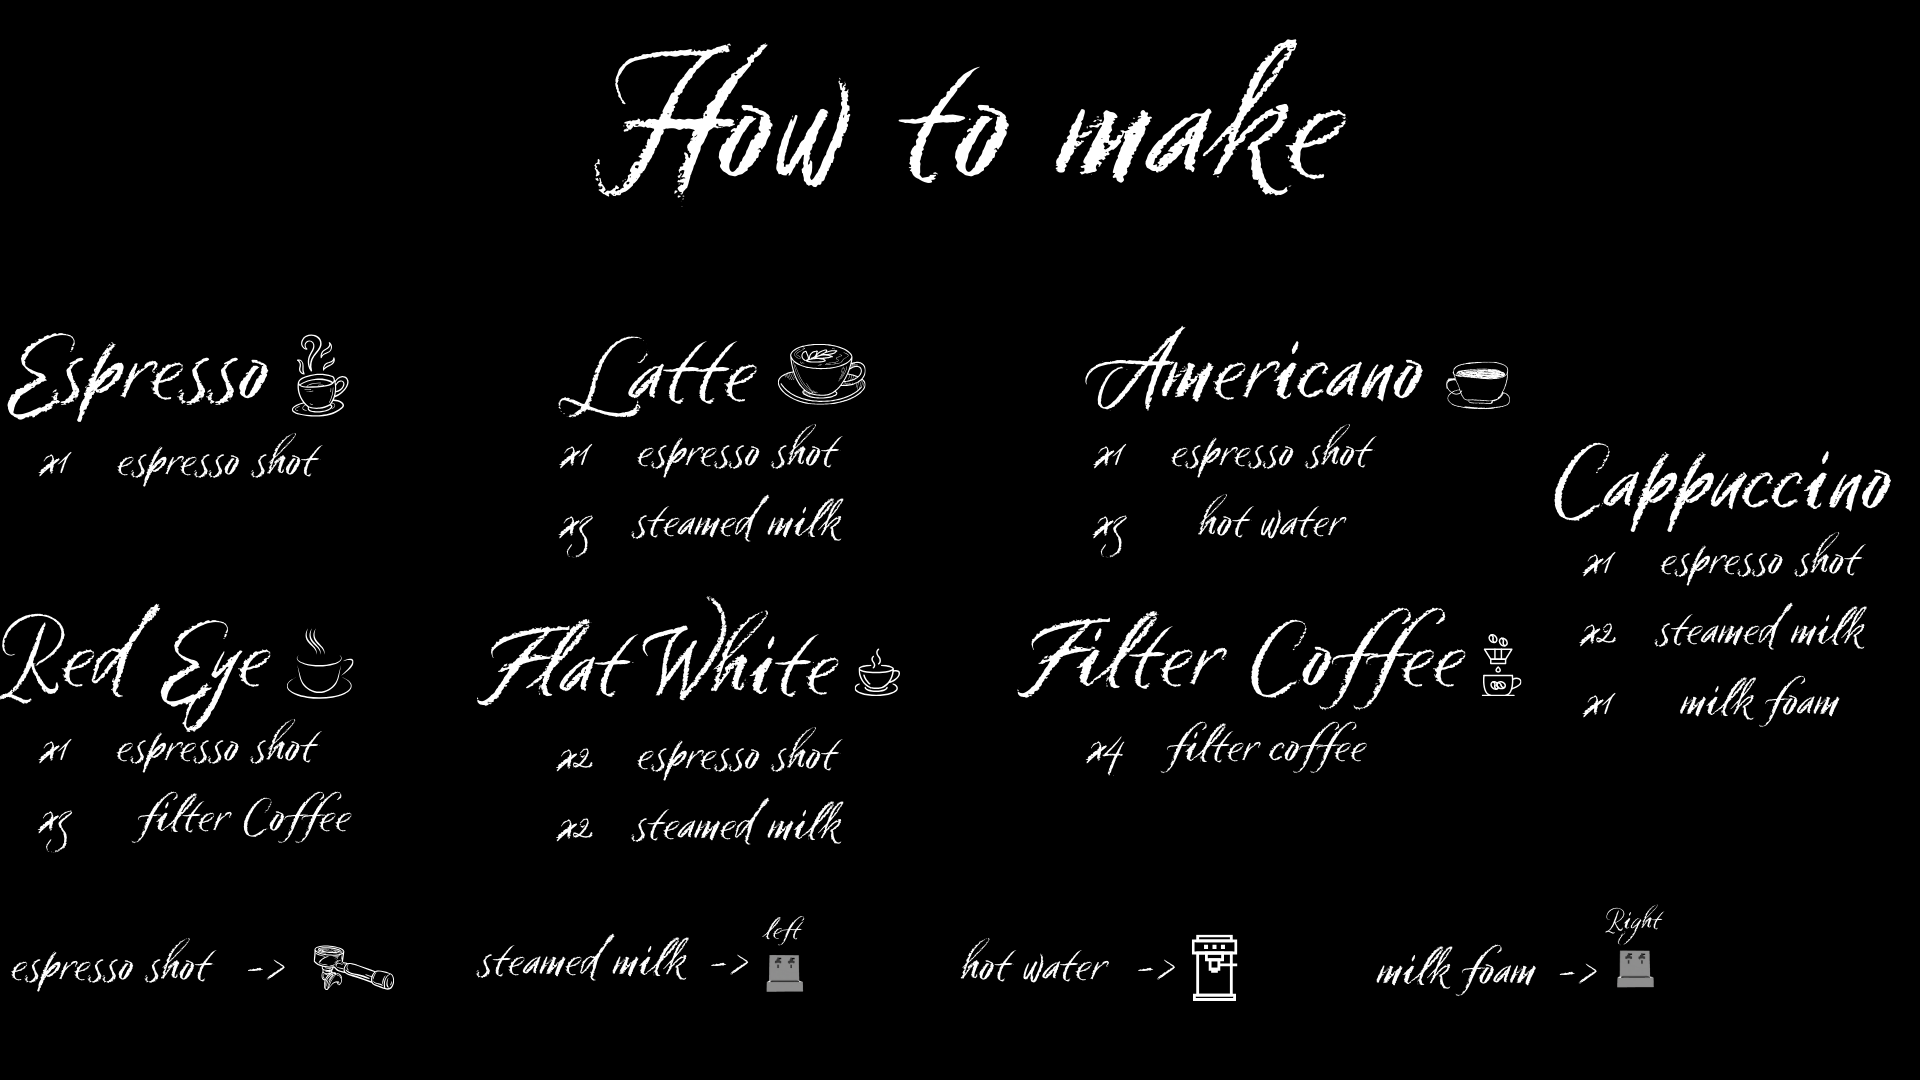 How to make
Espresso
x1 espresso shot
Latte
x1 espresso shot
x3 steamed milk
Americano
x1 espresso shot
x3 hot water
Cappuccino
x1 espresso shot
x2 steamed milk
x1 milk foam
Red Eye
x1 espresso shot
x3 filter Coffee
Flat White
x2 espresso shot
x2 steamed milk
Filter Coffee
x4 filter coffee
espresso shot ->
steamed milk -> left
hot water ->
milk foam -> Right